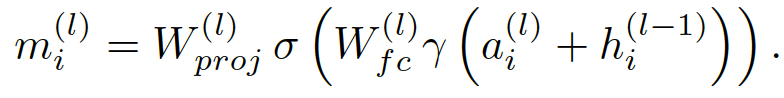 $m_i^{(l)} = W_{proj}^{(l)} \, \sigma \left( W_{fc}^{(l)} \gamma \left( a_i^{(l)} + h_i^{(l-1)} \right) \right).$